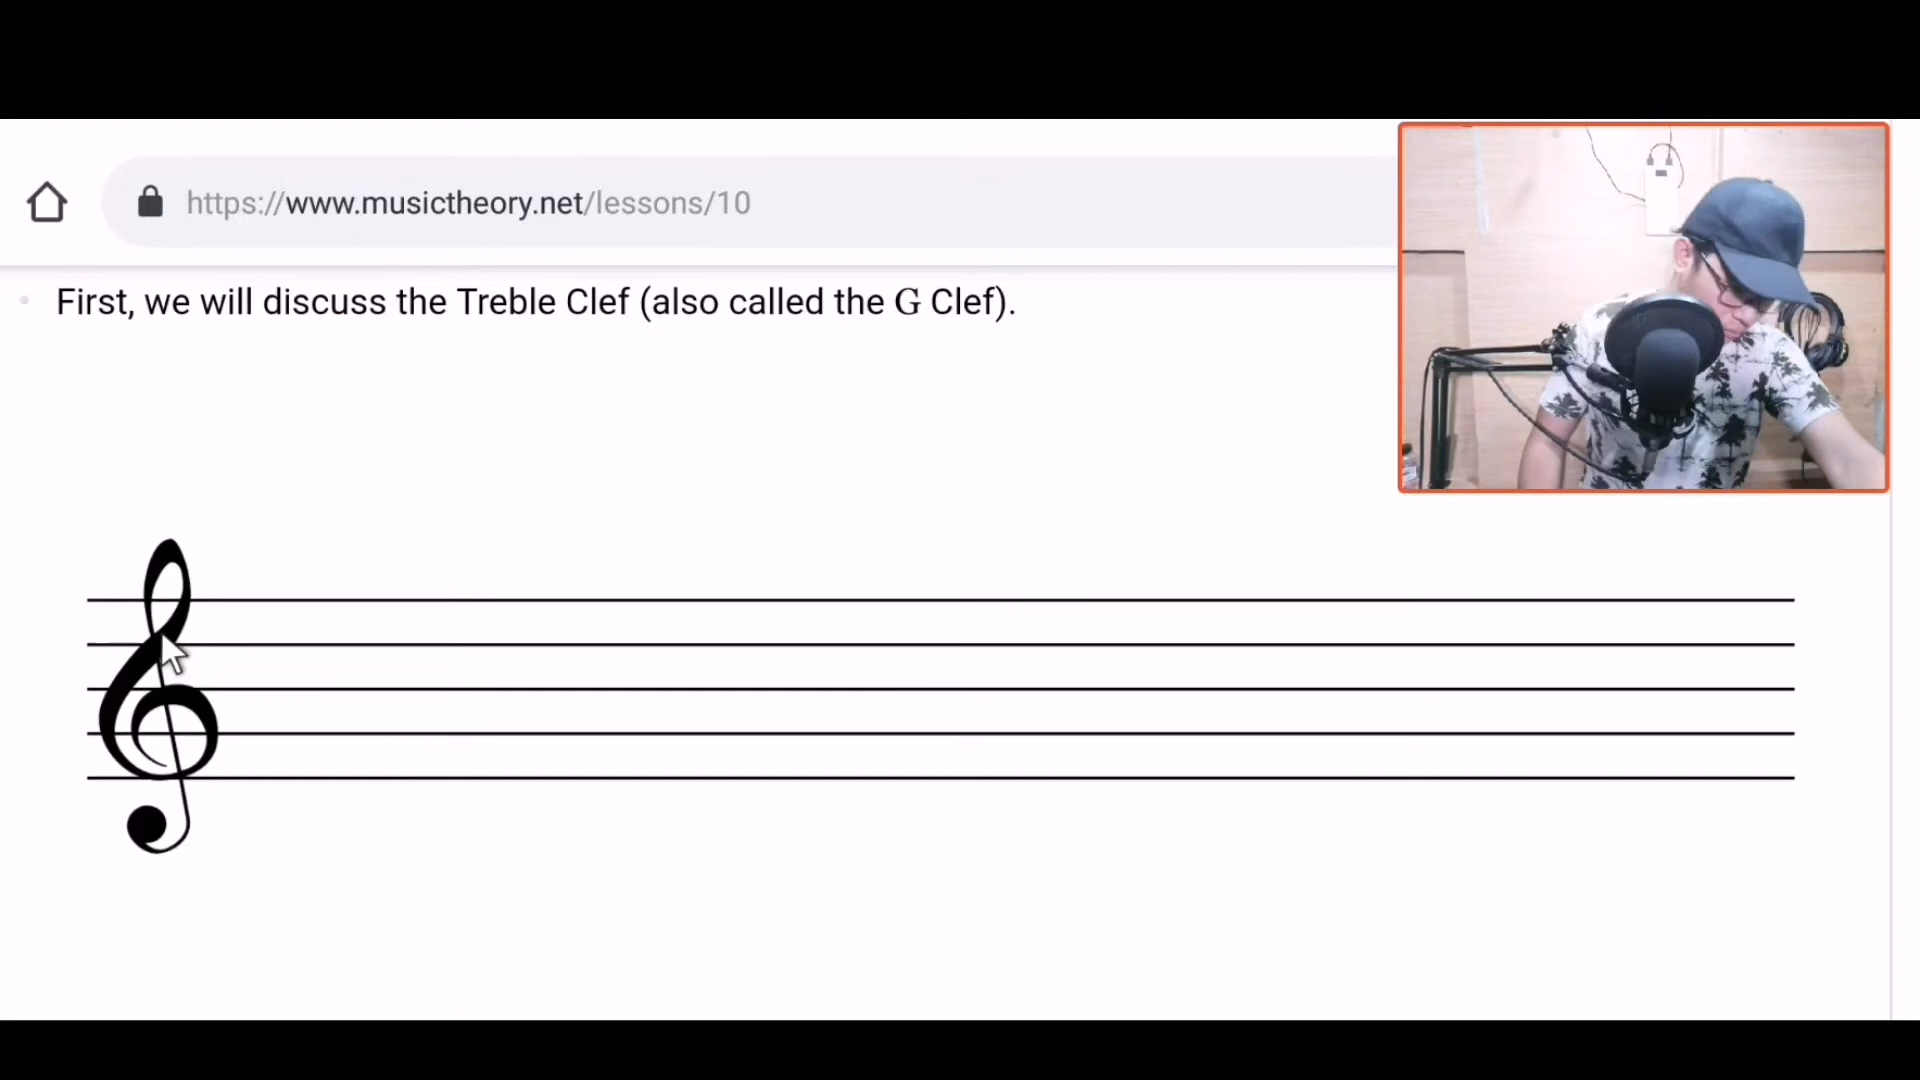 https://www.musictheory.net/lessons/10
First, we will discuss the Treble Clef (also called the G Clef).